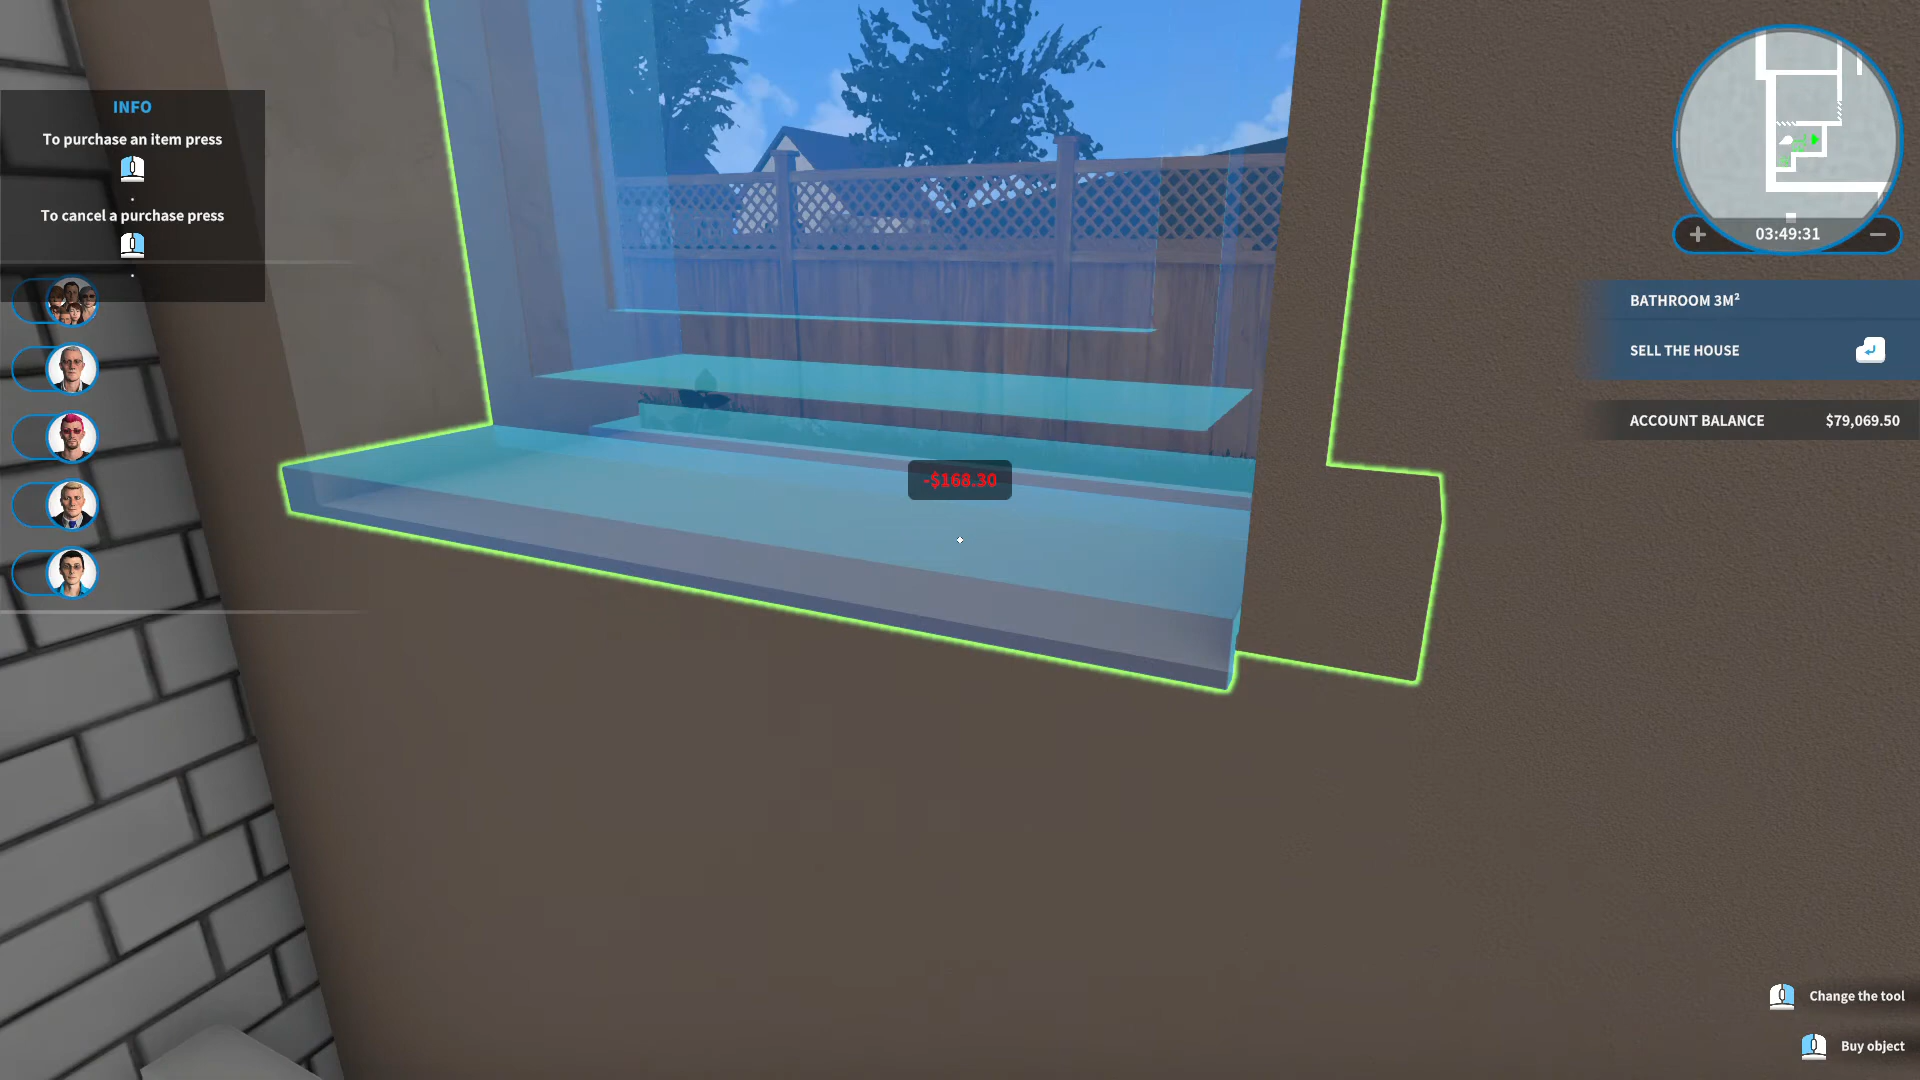 INFO
To purchase an item press
.
To cancel a purchase press
.
03:49:31
BATHROOM 3M²
SELL THE HOUSE
ACCOUNT BALANCE $79,069.50
-$168.30
Change the tool
Buy object